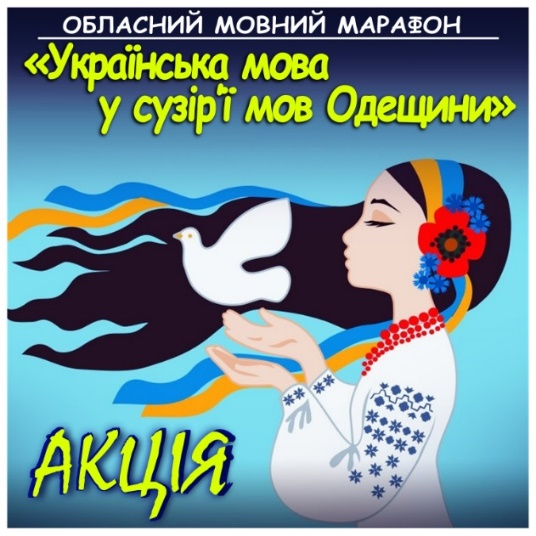 ОБЛАСНИЙ МОВНИЙ МАРАФОН
«Українська мова
у сузір'ї мов Одещини»
АКЦІЯ